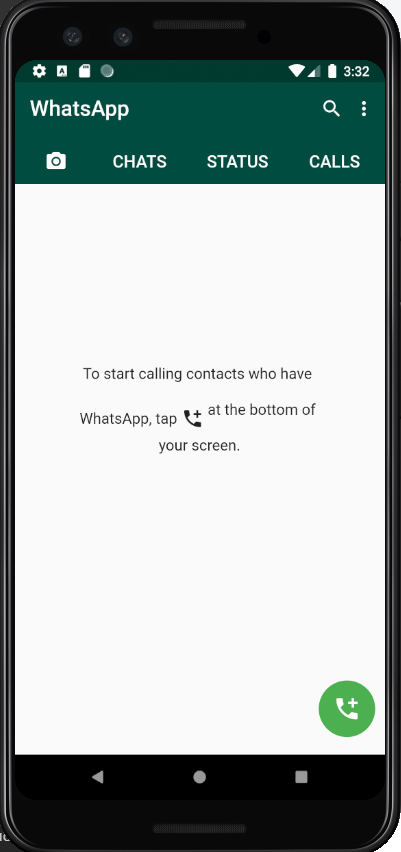 3:32
WhatsApp
CHATS STATUS CALLS
To start calling contacts who have
WhatsApp, tap at the bottom of
your screen.